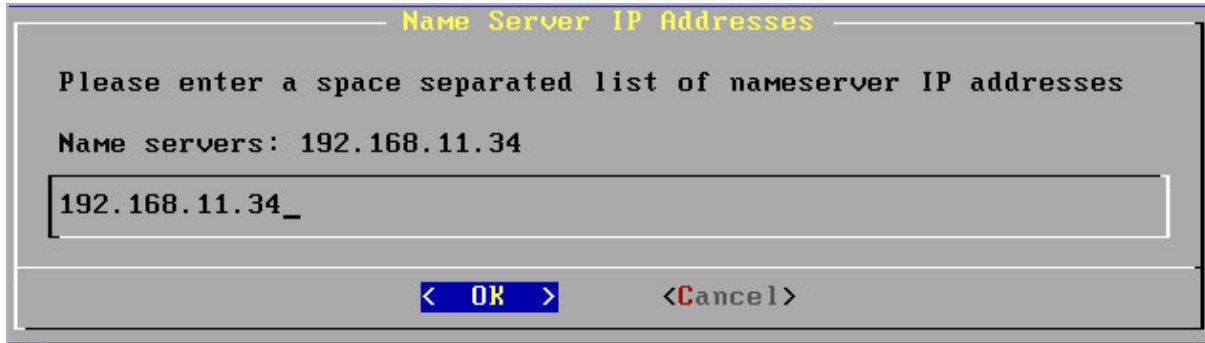 Name Server IP Addresses
Please enter a space separated list of nameserver IP addresses
Name servers: 192.168.11.34
192.168.11.34_
< OK > <Cancel>